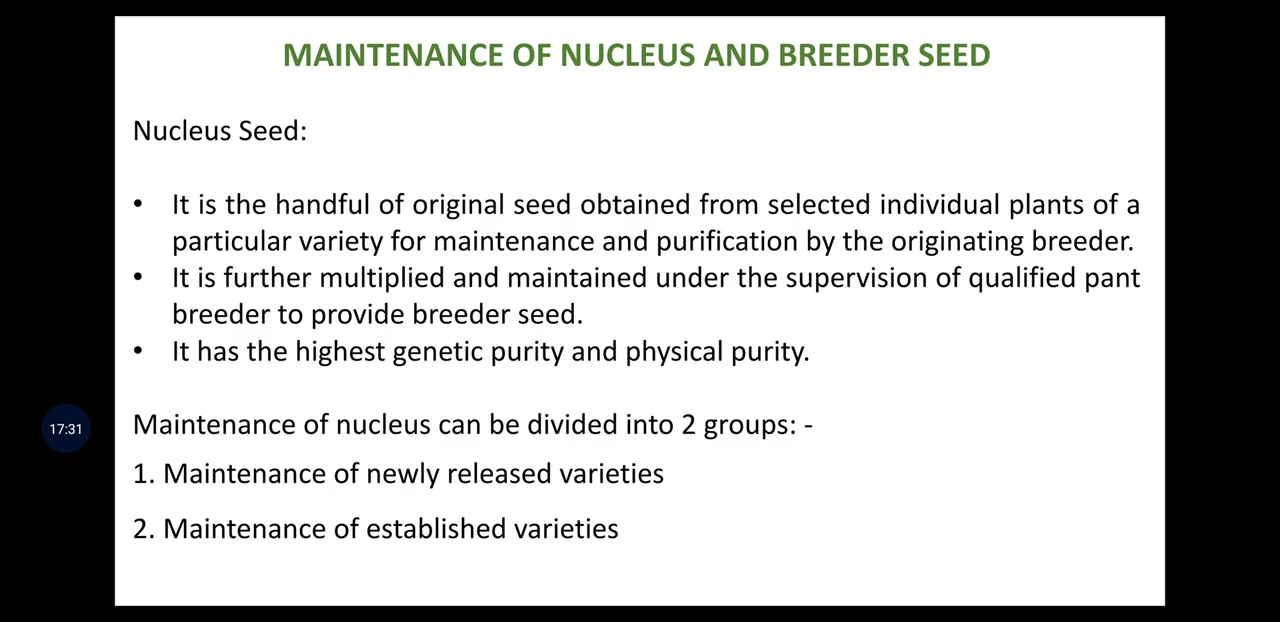 MAINTENANCE OF NUCLEUS AND BREEDER SEED
Nucleus Seed:
• It is the handful of original seed obtained from selected individual plants of a
particular variety for maintenance and purification by the originating breeder.
• It is further multiplied and maintained under the supervision of qualified pant
breeder to provide breeder seed.
• It has the highest genetic purity and physical purity.
17:31
Maintenance of nucleus can be divided into 2 groups: -
1. Maintenance of newly released varieties
2. Maintenance of established varieties